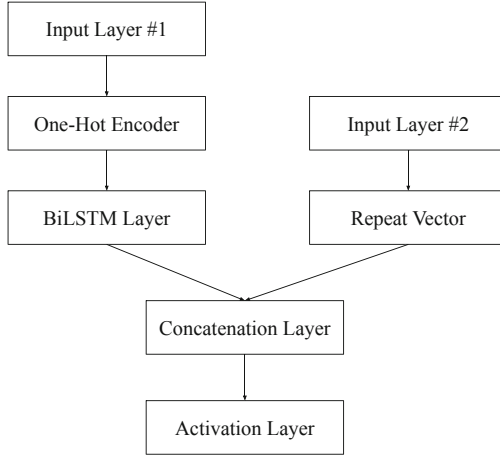 Input Layer #1
One-Hot Encoder
Input Layer #2
BiLSTM Layer
Repeat Vector
Concatenation Layer
Activation Layer